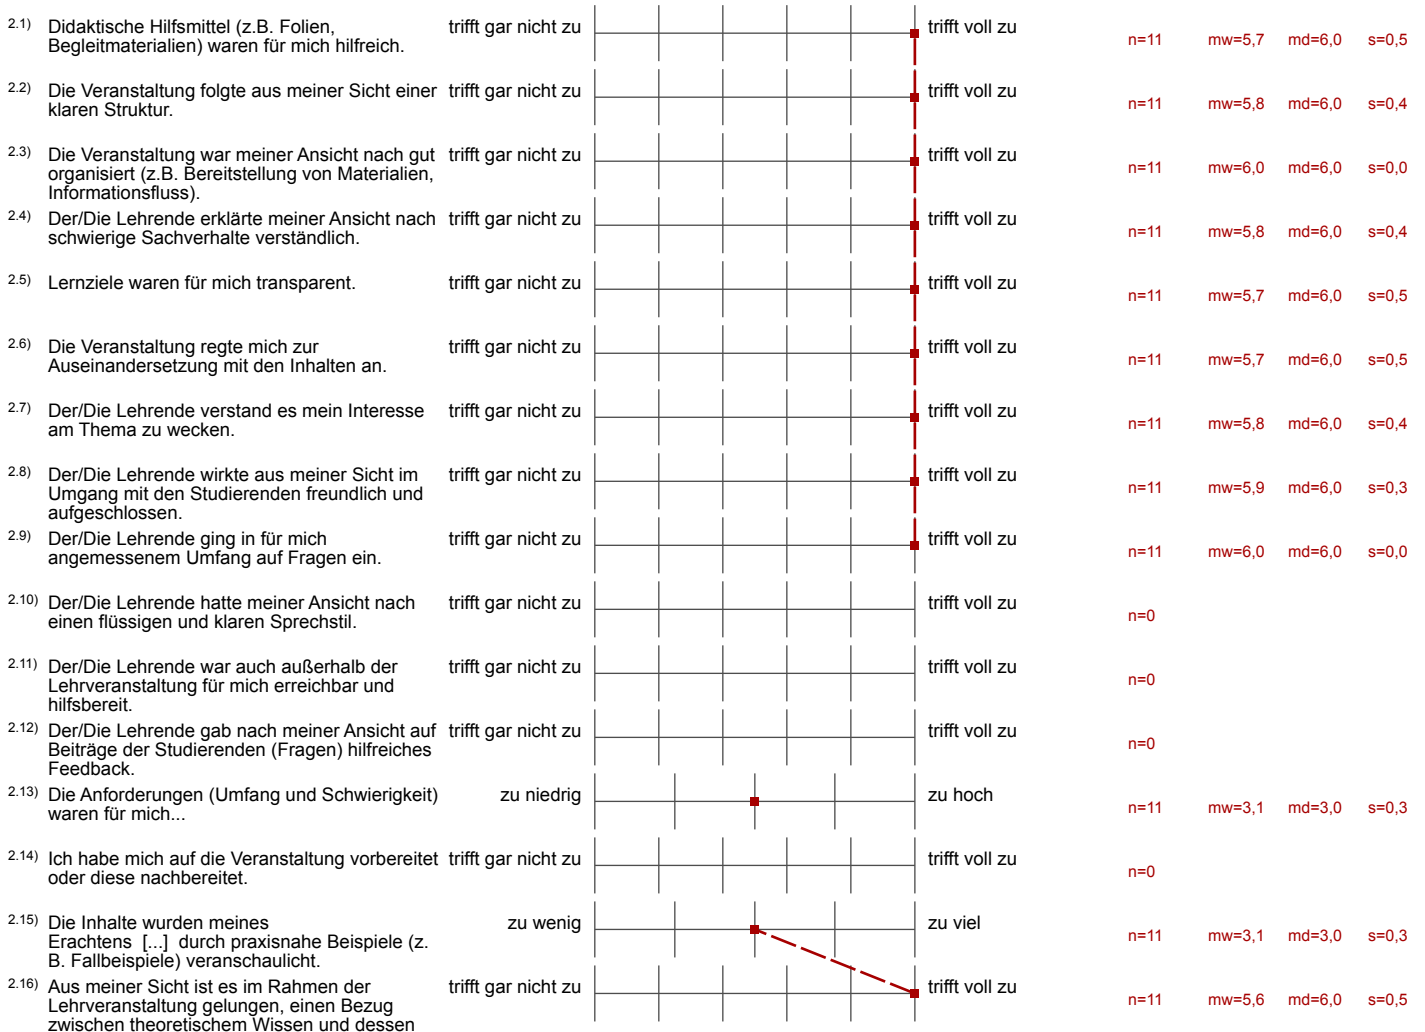 2.1) Didaktische Hilfsmittel (z.B. Folien, trifft gar nicht zu trifft voll zu
Begleitmaterialien) waren für mich hilfreich. n=11 mw=5,7 md=6,0 s=0,5
2.2) Die Veranstaltung folgte aus meiner Sicht einer trifft gar nicht zu trifft voll zu
klaren Struktur. n=11 mw=5,8 md=6,0 s=0,4
2.3) Die Veranstaltung war meiner Ansicht nach gut trifft gar nicht zu trifft voll zu
organisiert (z.B. Bereitstellung von Materialien, n=11 mw=6,0 md=6,0 s=0,0
Informationsfluss).
2.4) Der/Die Lehrende erklärte meiner Ansicht nach trifft gar nicht zu trifft voll zu
schwierige Sachverhalte verständlich. n=11 mw=5,8 md=6,0 s=0,4
2.5) Lernziele waren für mich transparent. trifft gar nicht zu trifft voll zu
n=11 mw=5,7 md=6,0 s=0,5
2.6) Die Veranstaltung regte mich zur trifft gar nicht zu trifft voll zu
Auseinandersetzung mit den Inhalten an. n=11 mw=5,7 md=6,0 s=0,5
2.7) Der/Die Lehrende verstand es mein Interesse trifft gar nicht zu trifft voll zu
am Thema zu wecken. n=11 mw=5,8 md=6,0 s=0,4
2.8) Der/Die Lehrende wirkte aus meiner Sicht im trifft gar nicht zu trifft voll zu
Umgang mit den Studierenden freundlich und n=11 mw=5,9 md=6,0 s=0,3
aufgeschlossen.
2.9) Der/Die Lehrende ging in für mich trifft gar nicht zu trifft voll zu
angemessenem Umfang auf Fragen ein. n=11 mw=6,0 md=6,0 s=0,0
2.10) Der/Die Lehrende hatte meiner Ansicht nach trifft gar nicht zu trifft voll zu
einen flüssigen und klaren Sprechstil. n=0
2.11) Der/Die Lehrende war auch außerhalb der trifft gar nicht zu trifft voll zu
Lehrveranstaltung für mich erreichbar und n=0
hilfsbereit.
2.12) Der/Die Lehrende gab nach meiner Ansicht auf trifft gar nicht zu trifft voll zu
Beiträge der Studierenden (Fragen) hilfreiches n=0
Feedback.
2.13) Die Anforderungen (Umfang und Schwierigkeit) zu niedrig zu hoch
waren für mich... n=11 mw=3,1 md=3,0 s=0,3
2.14) Ich habe mich auf die Veranstaltung vorbereitet trifft gar nicht zu trifft voll zu
oder diese nachbereitet. n=0
2.15) Die Inhalte wurden meines zu wenig zu viel
Erachtens [...] durch praxisnahe Beispiele (z. n=11 mw=3,1 md=3,0 s=0,3
B. Fallbeispiele) veranschaulicht.
2.16) Aus meiner Sicht ist es im Rahmen der trifft gar nicht zu trifft voll zu
Lehrveranstaltung gelungen, einen Bezug n=11 mw=5,6 md=6,0 s=0,5
zwischen theoretischem Wissen und dessen